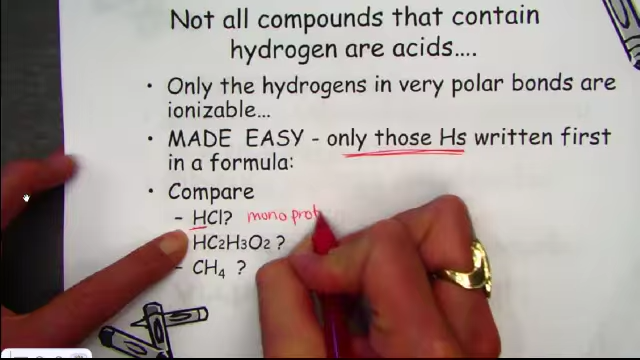 Not all compounds that contain
hydrogen are acids....
• Only the hydrogens in very polar bonds are
ionizable...
• MADE EASY - only those Hs written first
in a formula:
• Compare
- HCl? mono prot
HC₂H₃O₂ ?
- CH₄ ?